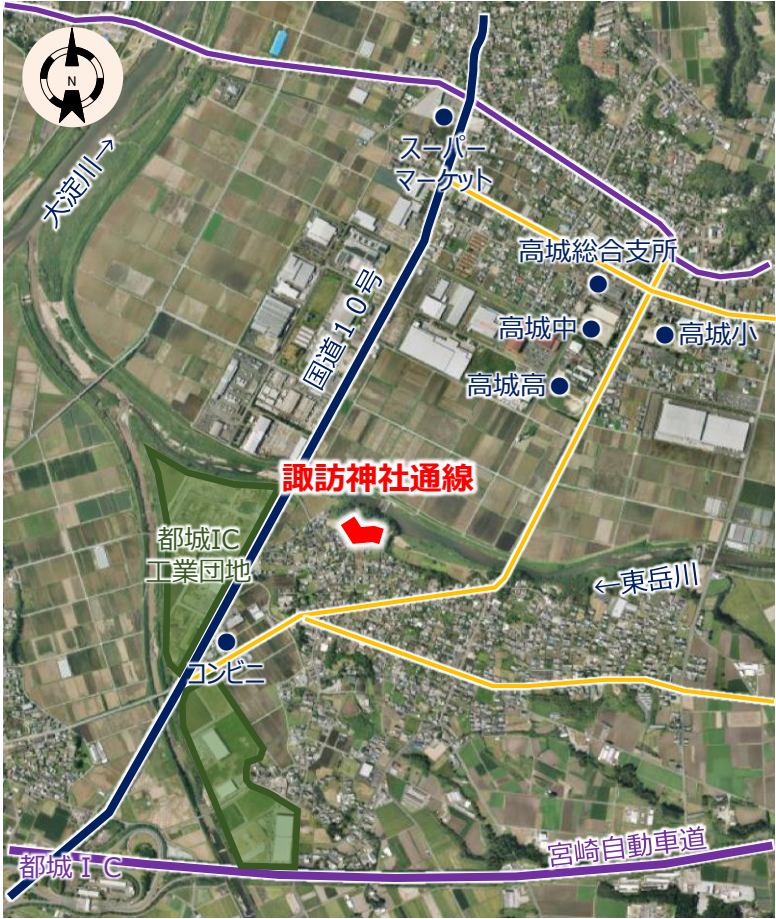 N
大淀川→
スーパー
マーケット
高城総合支所
国道１０号
高城中
高城小
高城高
諏訪神社通線
都城IC
工業団地
←東岳川
コンビニ
都城ＩＣ
宮崎自動車道